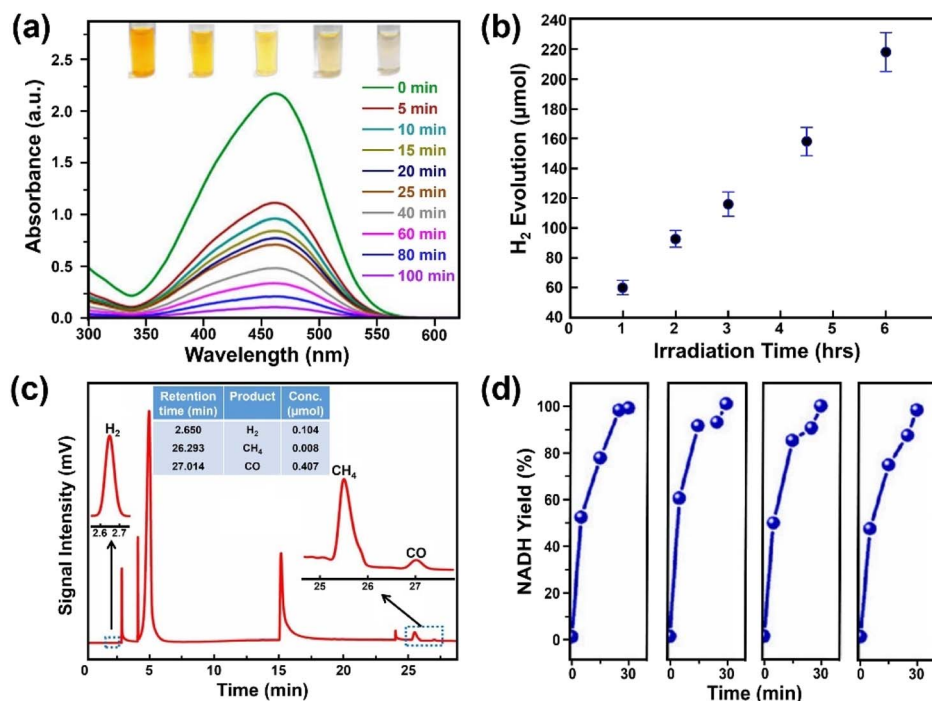 (a)
Absorbance (a.u.)
2.5
2.0
1.5
1.0
0.5
0.0
0 min
5 min
10 min
15 min
20 min
25 min
40 min
60 min
80 min
100 min
300 350 400 450 500 550 600
Wavelength (nm)
(b)
H₂ Evolution (µmol)
240
220
200
180
160
140
120
100
80
60
40
0 1 2 3 4 5 6
Irradiation Time (hrs)
(c)
Signal Intensity (mV)
Retention time (min) Product Conc. (µmol)
2.650 H₂ 0.104
26.293 CH₄ 0.008
27.014 CO 0.407
H₂
2.6 2.7
CH₄
CO
25 26 27
0 5 10 15 20 25
Time (min)
(d)
NADH Yield (%)
100
80
60
40
20
0
0 30 0 30 0 30 0 30
Time (min)